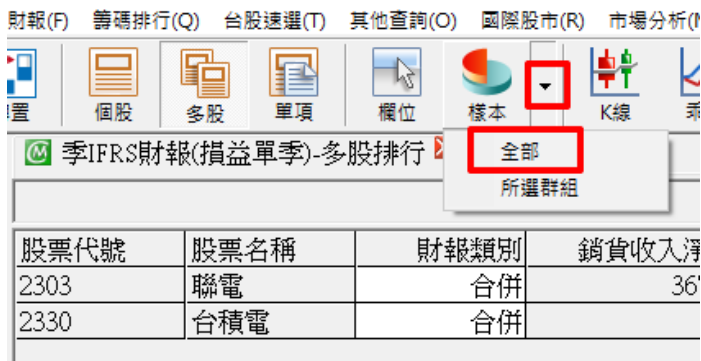 財報(F) 籌碼排行(Q) 台股速選(T) 其他查詢(O) 國際股市(R) 市場分析(M
置 個股 多股 單項 欄位 樣本 K線 乖
季IFRS財報(損益單季)-多股排行
全部
所選群組
股票代號 股票名稱 財報類別 銷貨收入淨
2303 聯電 合併 36
2330 台積電 合併